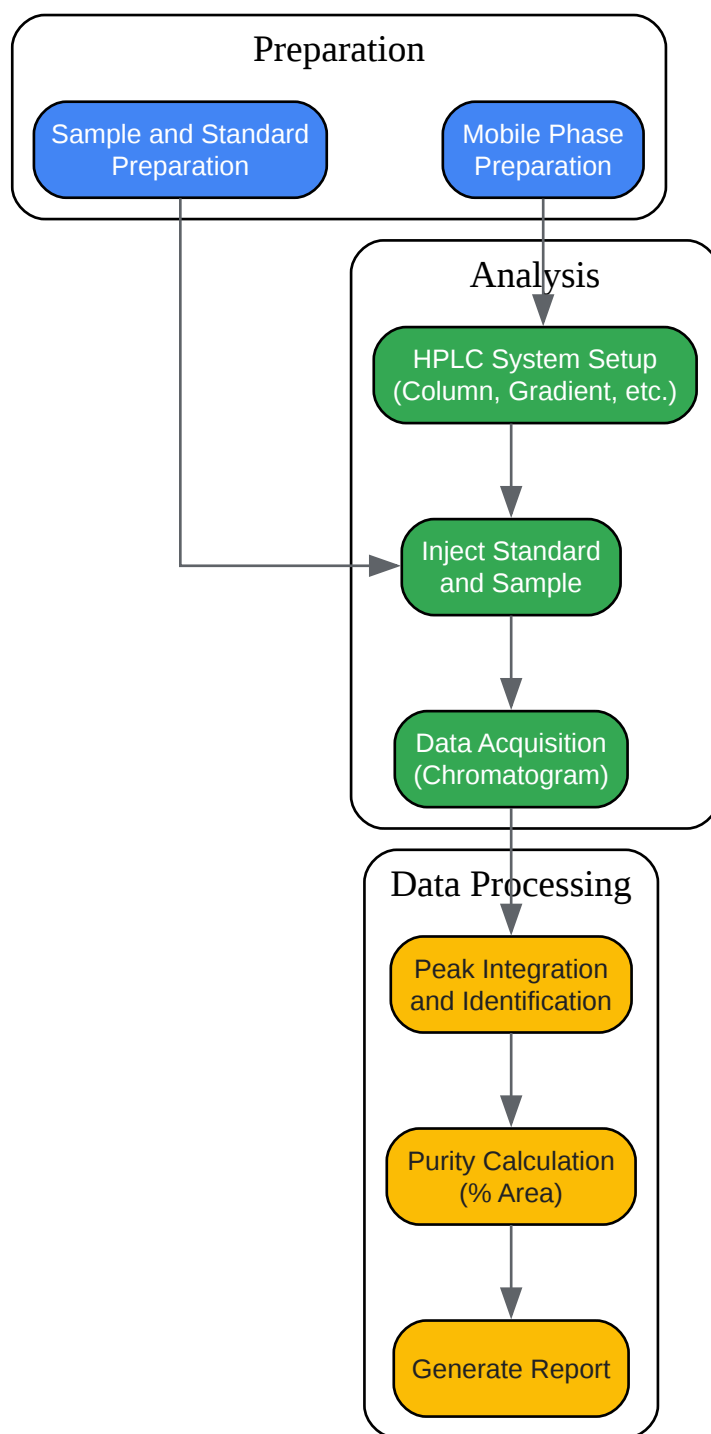 Preparation
Sample and Standard
Preparation
Mobile Phase
Preparation
Analysis
HPLC System Setup
(Column, Gradient, etc.)
Inject Standard
and Sample
Data Acquisition
(Chromatogram)
Data Processing
Peak Integration
and Identification
Purity Calculation
(% Area)
Generate Report